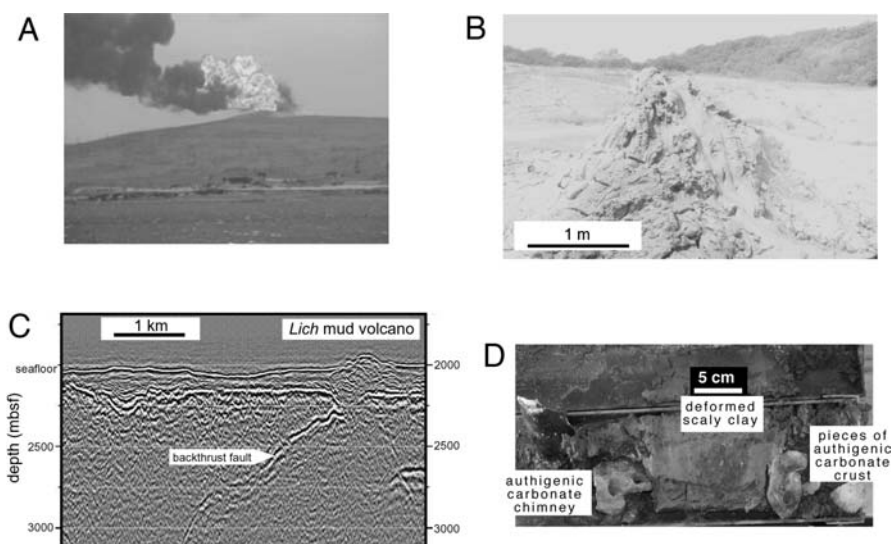 A
B
1 m
C
1 km
Lich mud volcano
seafloor
2000
depth (mbsf)
2500
2500
backthrust fault
3000
3000
D
5 cm
deformed
scaly clay
pieces of
authigenic
carbonate
crust
authigenic
carbonate
chimney